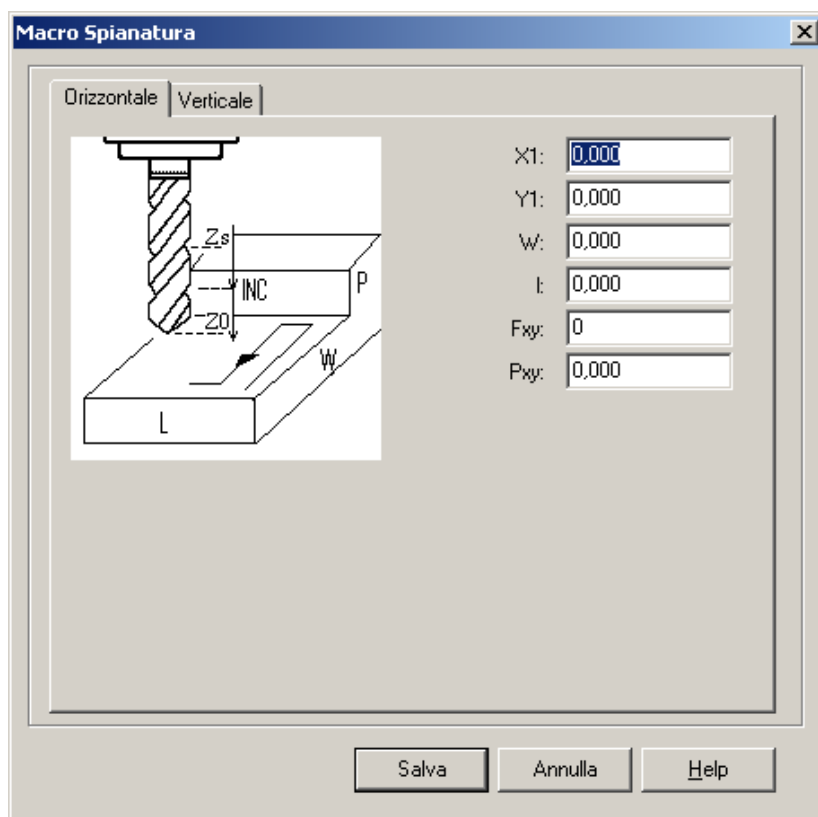 Macro Spianatura
Orizzontale Verticale
Zs
INC
P
Z0
W
L
X1: 0,000
Y1: 0,000
W: 0,000
l: 0,000
Fxy: 0
Pxy: 0,000
Salva Annulla Help